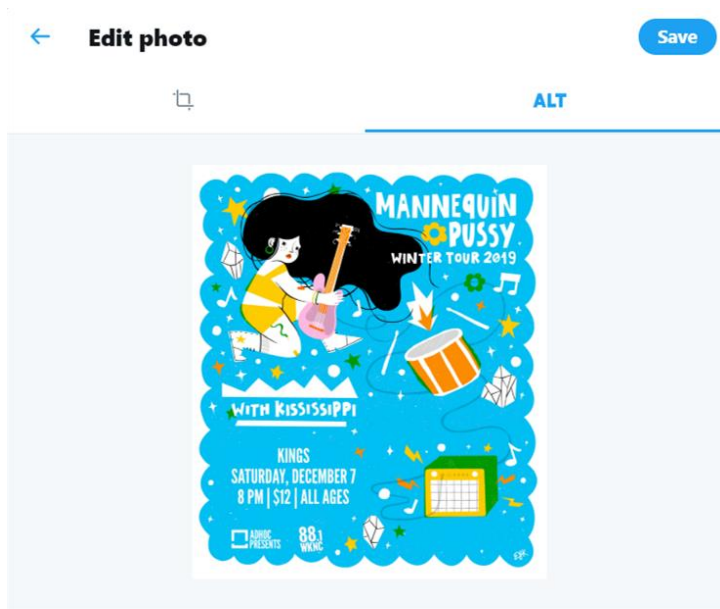 Edit photo
Save
ALT
MANNEQUIN
PUSSY
WINTER TOUR 2019
WITH KISSISSIPPI
KINGS
SATURDAY, DECEMBER 7
8 PM | $12 | ALL AGES
ADHOC
PRESENTS
88.1
WKNC